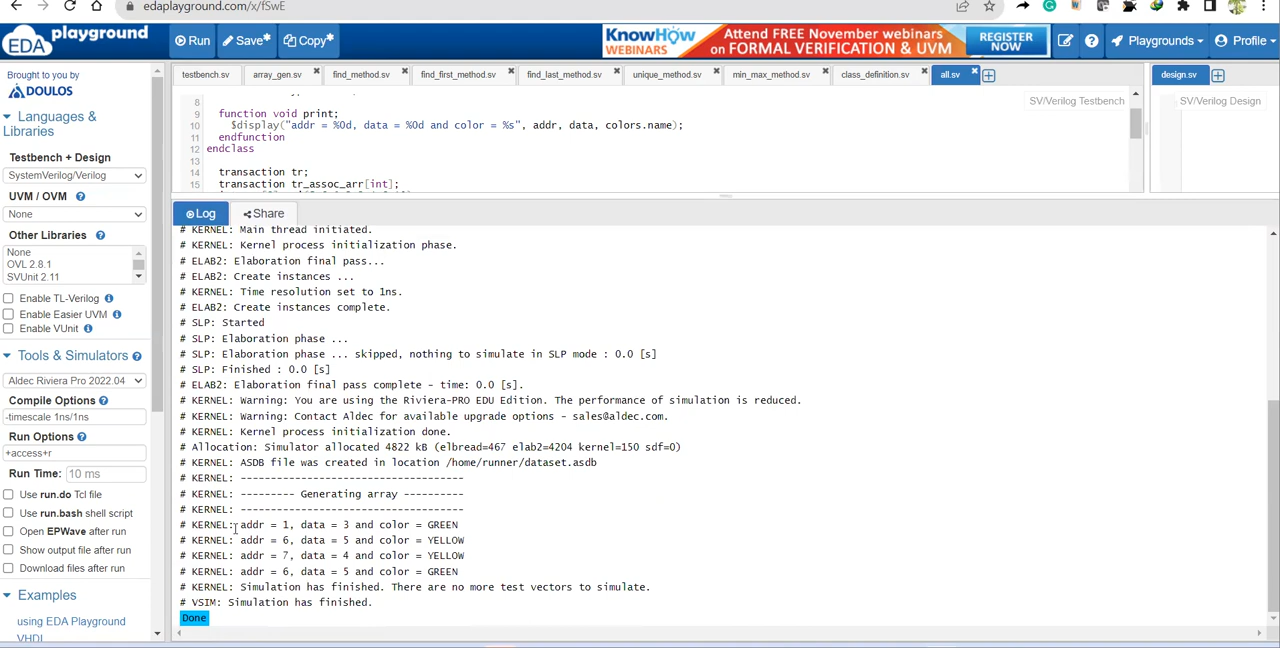 edaplayground.com/x/fSwE
EDA playground
Run
Save*
Copy*
KnowHow WEBINARS
Attend FREE November webinars on FORMAL VERIFICATION & UVM
REGISTER NOW
Playgrounds
Profile
Brought to you by
DOULOS
Languages & Libraries
Testbench + Design
SystemVerilog/Verilog
UVM / OVM
None
Other Libraries
None
OVL 2.8.1
SVUnit 2.11
Enable TL-Verilog
Enable Easier UVM
Enable VUnit
Tools & Simulators
Aldec Riviera Pro 2022.04
Compile Options
-timescale 1ns/1ns
Run Options
+access+r
Run Time: 10 ms
Use run.do Tcl file
Use run.bash shell script
Open EPWave after run
Show output file after run
Download files after run
Examples
using EDA Playground
VHDL
testbench.sv array_gen.sv find_method.sv find_first_method.sv find_last_method.sv unique_method.sv min_max_method.sv class_definition.sv all.sv
design.sv
SV/Verilog Testbench
SV/Verilog Design
8
9 function void print;
10 $display("addr = %0d, data = %0d and color = %s", addr, data, colors.name);
11 endfunction
12 endclass
13
14 transaction tr;
15 transaction tr_assoc_arr[int];
Log
Share
# KERNEL: Main thread initiated.
# KERNEL: Kernel process initialization phase.
# ELAB2: Elaboration final pass...
# ELAB2: Create instances ...
# KERNEL: Time resolution set to 1ns.
# ELAB2: Create instances complete.
# SLP: Started
# SLP: Elaboration phase ...
# SLP: Elaboration phase ... skipped, nothing to simulate in SLP mode : 0.0 [s]
# SLP: Finished : 0.0 [s]
# ELAB2: Elaboration final pass complete - time: 0.0 [s].
# KERNEL: Warning: You are using the Riviera-PRO EDU Edition. The performance of simulation is reduced.
# KERNEL: Warning: Contact Aldec for available upgrade options - sales@aldec.com.
# KERNEL: Kernel process initialization done.
# Allocation: Simulator allocated 4822 kB (elbread=467 elab2=4204 kernel=150 sdf=0)
# KERNEL: ASDB file was created in location /home/runner/dataset.asdb
# KERNEL: -------------------------------------
# KERNEL: --------- Generating array ----------
# KERNEL: -------------------------------------
# KERNEL: addr = 1, data = 3 and color = GREEN
# KERNEL: addr = 6, data = 5 and color = YELLOW
# KERNEL: addr = 7, data = 4 and color = YELLOW
# KERNEL: addr = 6, data = 5 and color = GREEN
# KERNEL: Simulation has finished. There are no more test vectors to simulate.
# VSIM: Simulation has finished.
Done